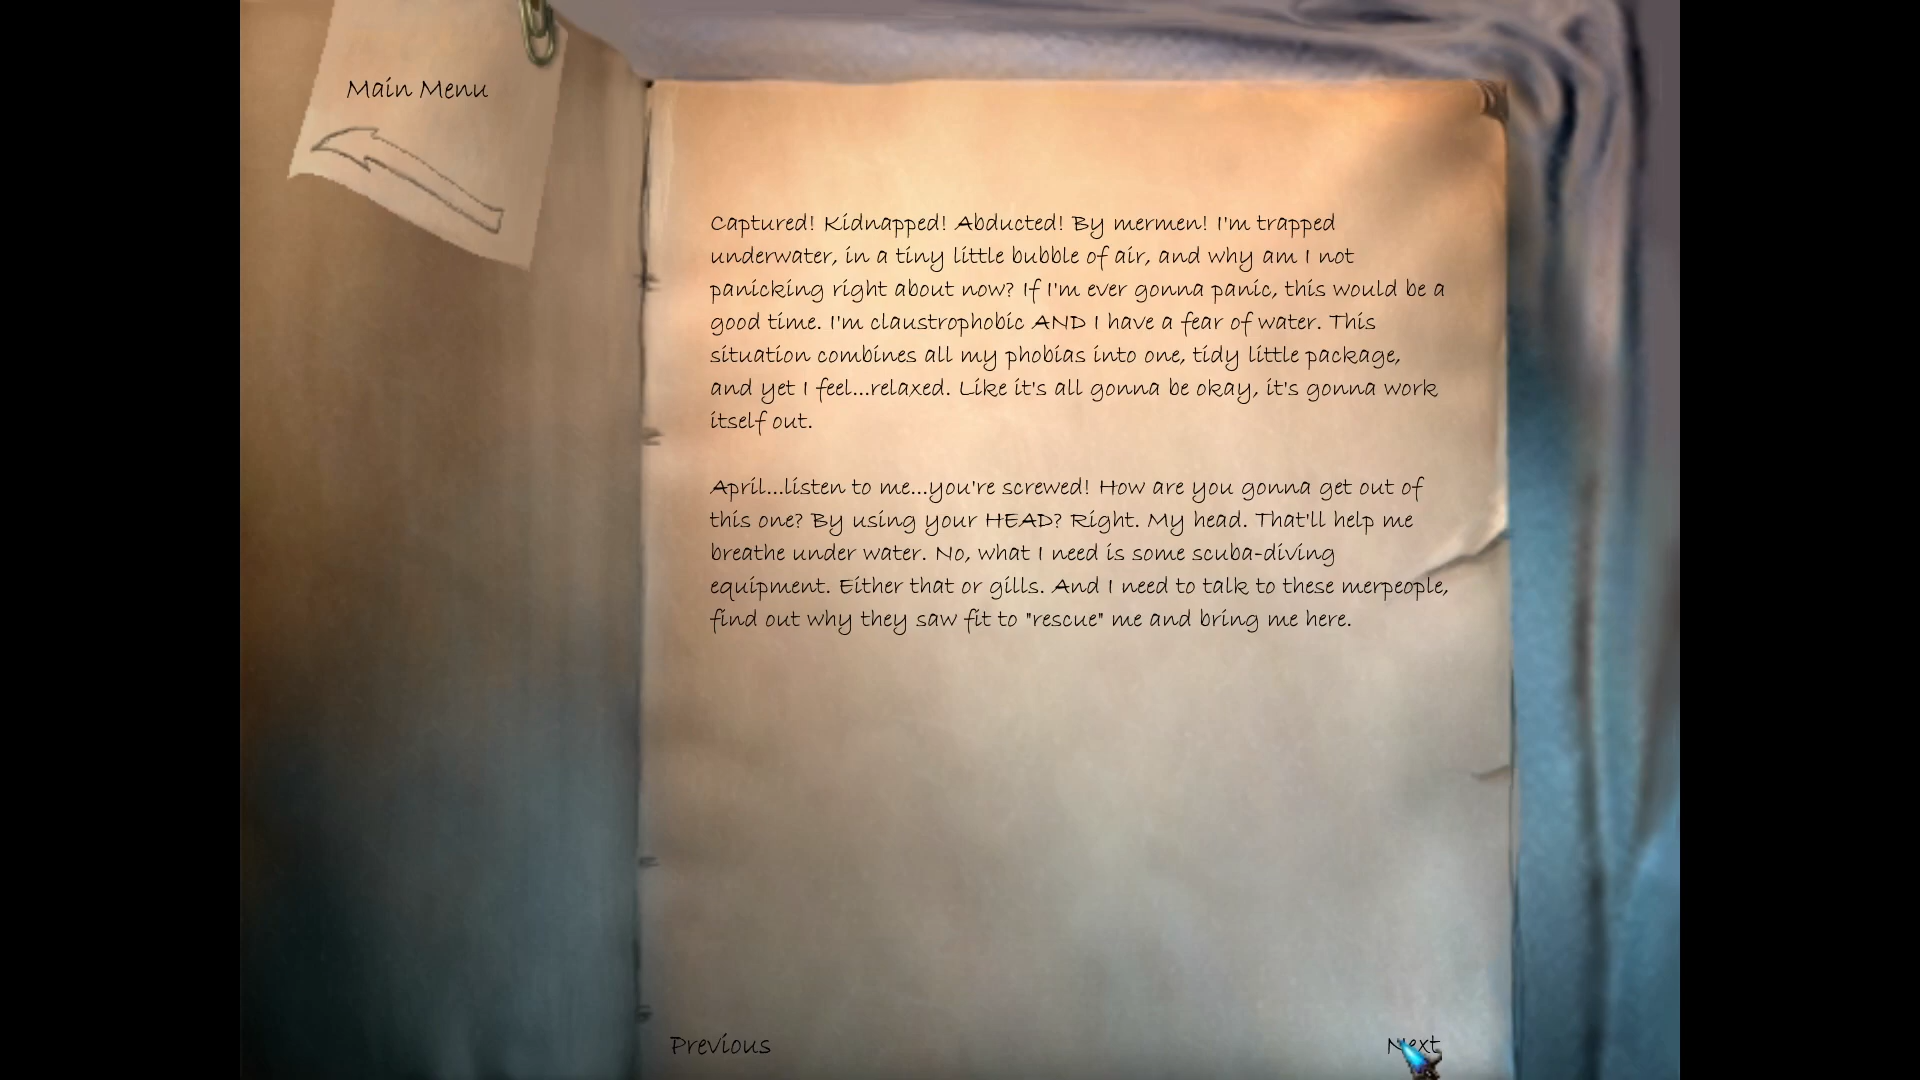 Main Menu
Captured! Kidnapped! Abducted! By mermen! I'm trapped
underwater, in a tiny little bubble of air, and why am I not
panicking right about now? If I'm ever gonna panic, this would be a
good time. I'm claustrophobic AND I have a fear of water. This
situation combines all my phobias into one, tidy little package,
and yet I feel...relaxed. Like it's all gonna be okay, it's gonna work
itself out.
April...listen to me...you're screwed! How are you gonna get out of
this one? By using your HEAD? Right. My head. That'll help me
breathe under water. No, what I need is some scuba-diving
equipment. Either that or gills. And I need to talk to these merpeople,
find out why they saw fit to "rescue" me and bring me here.
Previous
Next